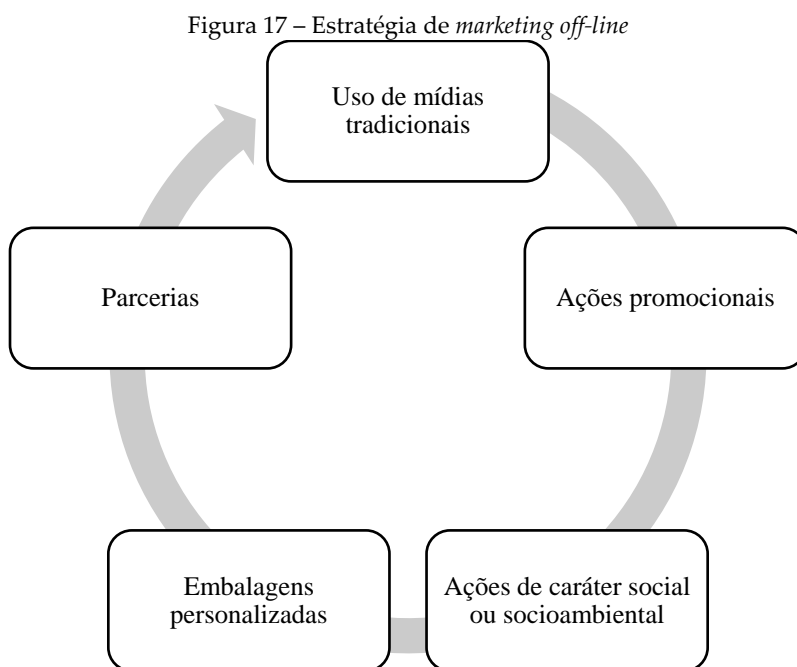 Figura 17 – Estratégia de marketing off-line
Uso de mídias
tradicionais
Ações promocionais
Ações de caráter social
ou socioambiental
Embalagens
personalizadas
Parcerias